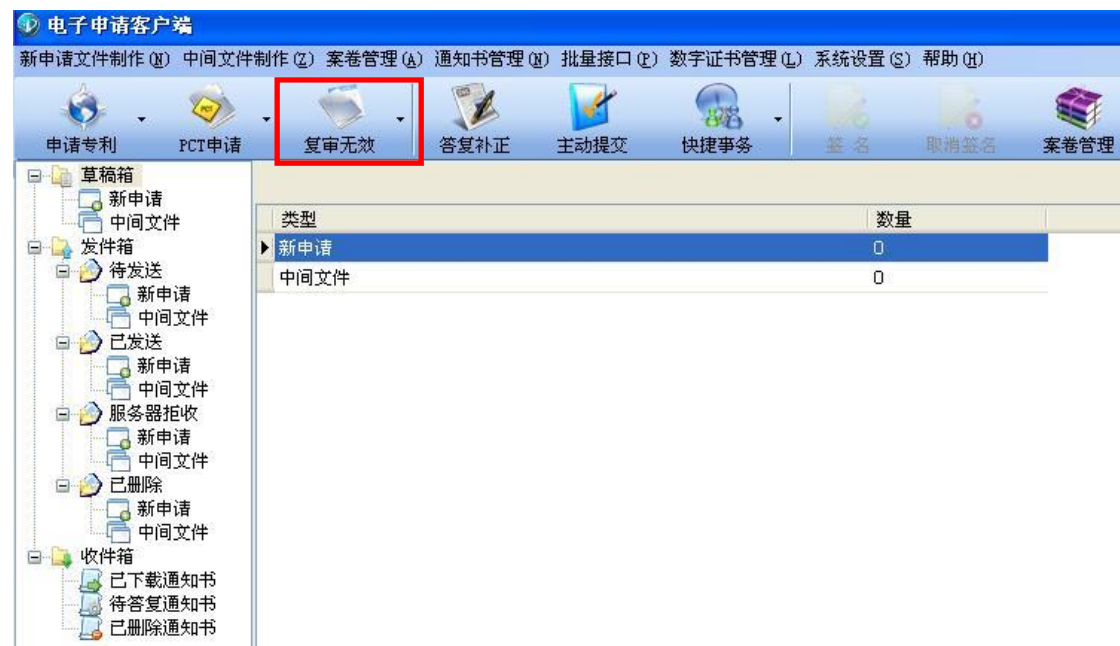 电子申请客户端
新申请文件制作(N) 中间文件制作(Z) 案卷管理(A) 通知书管理(N) 批量接口(P) 数字证书管理(L) 系统设置(S) 帮助(H)
PCT
申请专利 PCT申请 复审无效 答复补正 主动提交 快捷事务 签名 取消签名 案卷管理
草稿箱
新申请
中间文件
类型 数量
发件箱
新申请 0
待发送
中间文件 0
新申请
中间文件
已发送
新申请
中间文件
服务器拒收
新申请
中间文件
已删除
新申请
中间文件
收件箱
已下载通知书
待答复通知书
已删除通知书